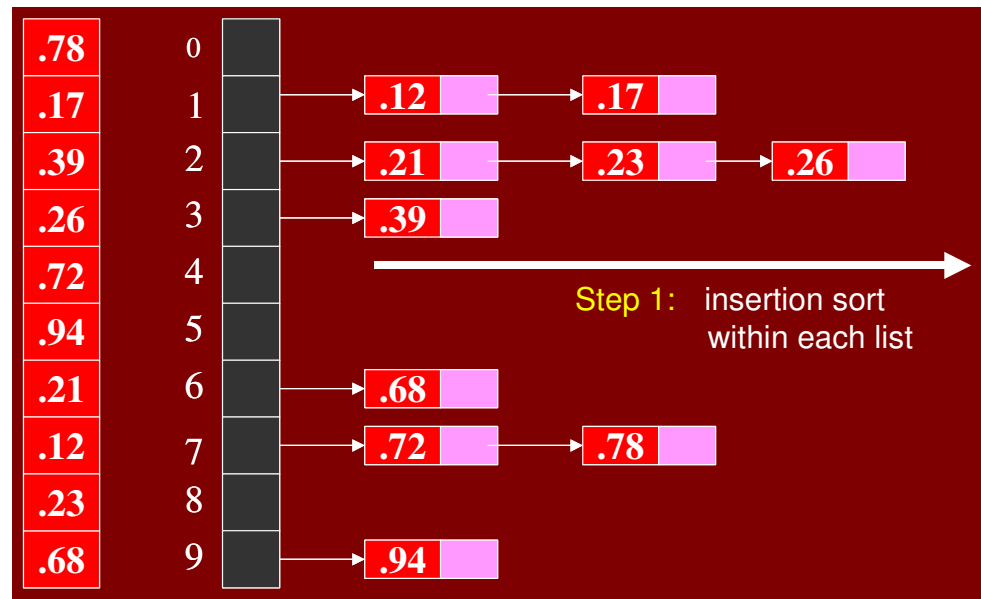 .78 0
.17 1 .12 .17
.39 2 .21 .23 .26
.26 3 .39
.72 4
Step 1: insertion sort
.94 5 within each list
.21 6 .68
.12 7 .72 .78
.23 8
.68 9 .94